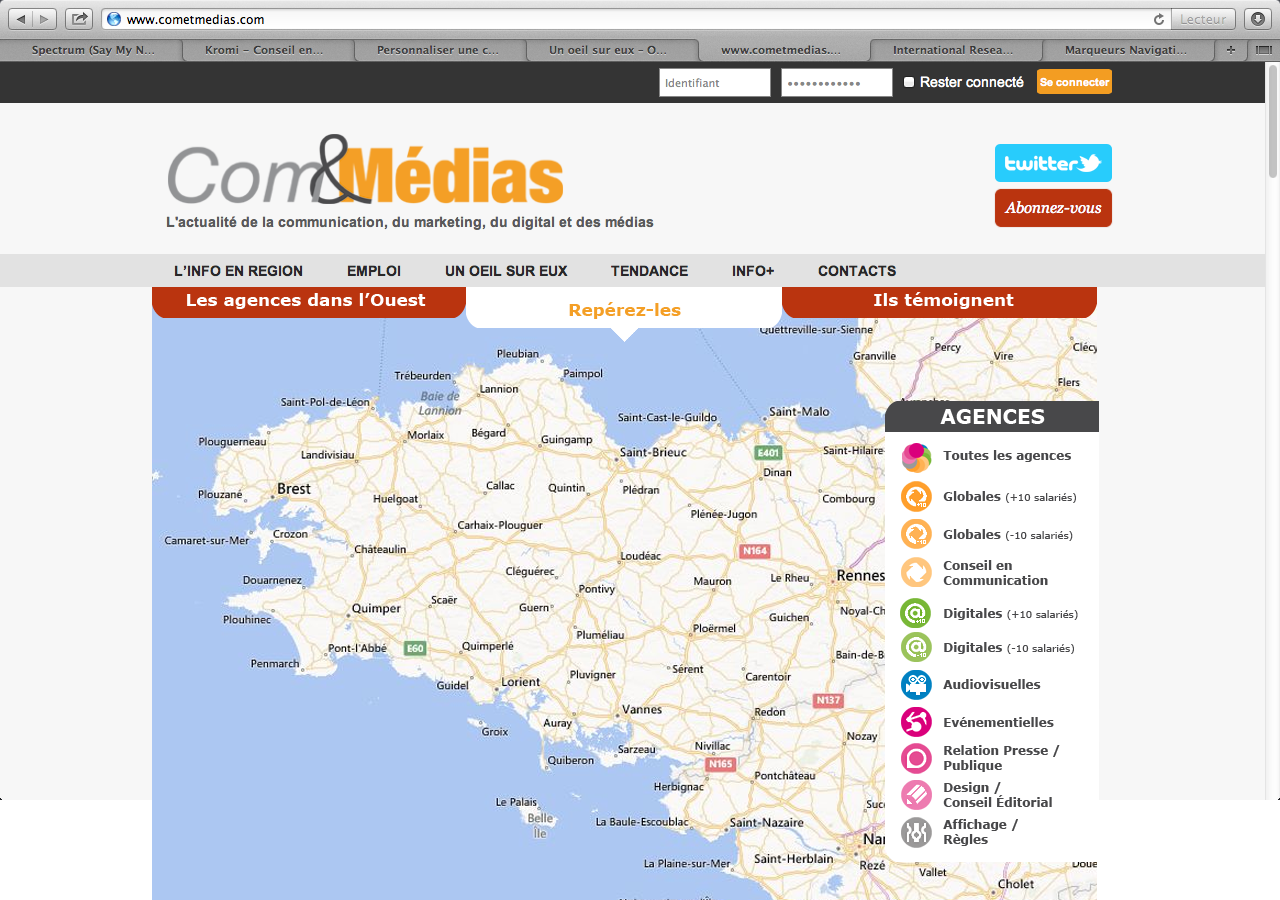 www.cometmedias.com
Lecteur
Spectrum (Say My N...
Kromi – Conseil en...
Personnaliser une c...
Un oeil sur eux – O...
www.cometmedias....
International Resea...
Marqueurs Navigati...
Identifiant
••••••••••••
Rester connecté
Se connecter
Com&Médias
L'actualité de la communication, du marketing, du digital et des médias
twitter
Abonnez-vous
L'INFO EN REGION
EMPLOI
UN OEIL SUR EUX
TENDANCE
INFO+
CONTACTS
Les agences dans l'Ouest
Repérez-les
Ils témoignent
Quettreville-sur-Sienne
Percy
Clécy
Granville
Vire
Pleubian
Trébeurden
Paimpol
Flers
Lannion
Baie de
Lannion
Saint-Pol-de-Léon
Saint-Cast-le-Guildo
Saint-Malo
Plouguerneau
Morlaix
Bégard
Guingamp
Landivisiau
Saint-Brieuc
E401
Saint-Hilaire-
Dinan
Brest
Plouzané
Huelgoat
Callac
Quintin
Plédran
Combourg
Plénée-Jugon
Camaret-sur-Mer
Crozon
Carhaix-Plouguer
Châteaulin
Loudéac
N164
Douarnenez
Cléguérec
Pontivy
Mauron
Le Rheu
Rennes
Plouhinec
Quimper
Scaër
Guern
Guichen
Noyal-Ch
Pluméliau
Ploërmel
Pont-l'Abbé
E60
Quimperlé
Bain-de-B
Penmarch
Guidel
Lorient
Pluvigner
Sérent
Carentoir
N137
Vannes
Redon
Groix
Auray
Nozay
Quiberon
Sarzeau
Nivillac
N165
Herbignac
Pontchâteau
Le Palais
Belle
Île
La Baule-Escoublac
Saint-Nazaire
Suc
La Plaine-sur-Mer
Saint-Herblain
Nan
Rezé
Vallet
Doué
Cholet
AGENCES
Toutes les agences
Globales (+10 salariés)
Globales (-10 salariés)
Conseil en
Communication
Digitales (+10 salariés)
Digitales (-10 salariés)
Audiovisuelles
Evénementielles
Relation Presse /
Publique
Design /
Conseil Éditorial
Affichage /
Règles